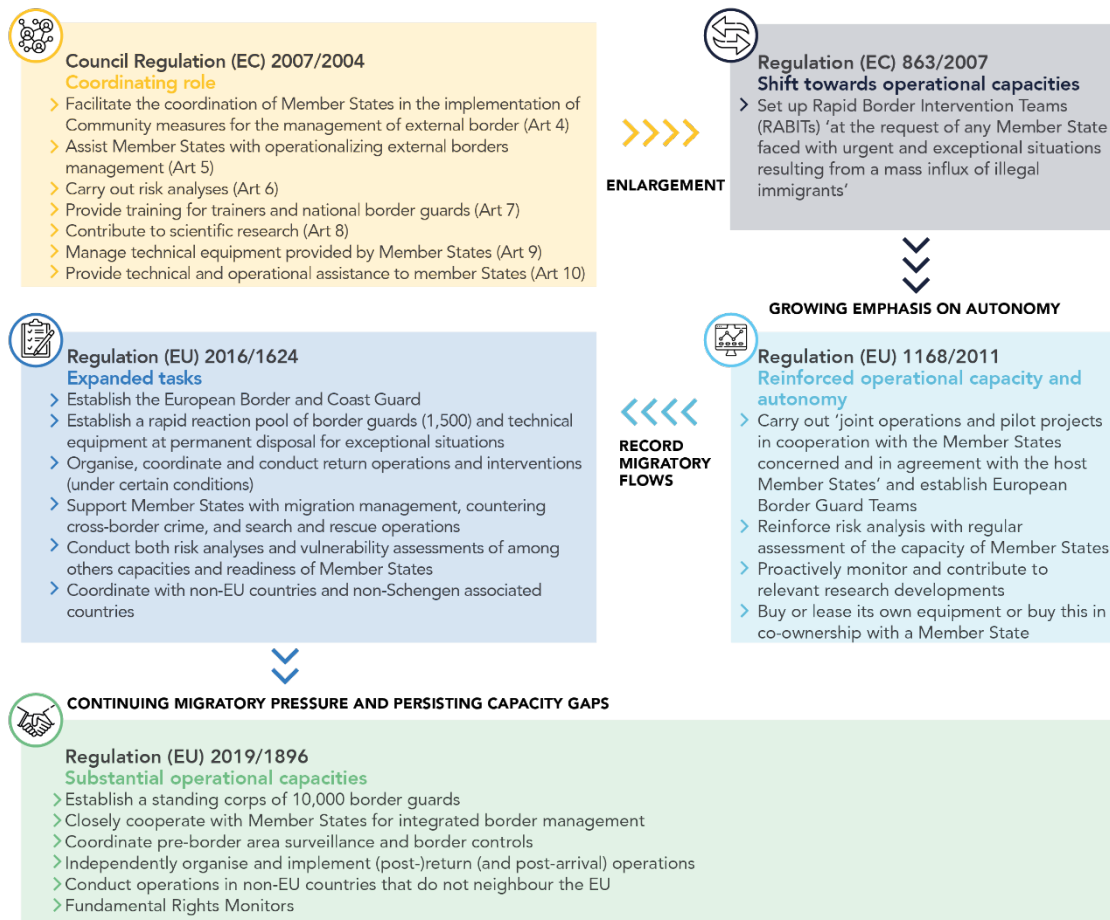 Council Regulation (EC) 2007/2004
Coordinating role
Facilitate the coordination of Member States in the implementation of
Community measures for the management of external border (Art 4)
Assist Member States with operationalizing external borders
management (Art 5)
Carry out risk analyses (Art 6)
Provide training for trainers and national border guards (Art 7)
Contribute to scientific research (Art 8)
Manage technical equipment provided by Member States (Art 9)
Provide technical and operational assistance to member States (Art 10)
ENLARGEMENT
Regulation (EC) 863/2007
Shift towards operational capacities
Set up Rapid Border Intervention Teams
(RABITs) ‘at the request of any Member State
faced with urgent and exceptional situations
resulting from a mass influx of illegal
immigrants’
GROWING EMPHASIS ON AUTONOMY
Regulation (EU) 1168/2011
Reinforced operational capacity and
autonomy
Carry out ‘joint operations and pilot projects
in cooperation with the Member States
concerned and in agreement with the host
Member States’ and establish European
Border Guard Teams
Reinforce risk analysis with regular
assessment of the capacity of Member States
Proactively monitor and contribute to
relevant research developments
Buy or lease its own equipment or buy this in
co-ownership with a Member State
RECORD
MIGRATORY
FLOWS
Regulation (EU) 2016/1624
Expanded tasks
Establish the European Border and Coast Guard
Establish a rapid reaction pool of border guards (1,500) and technical
equipment at permanent disposal for exceptional situations
Organise, coordinate and conduct return operations and interventions
(under certain conditions)
Support Member States with migration management, countering
cross-border crime, and search and rescue operations
Conduct both risk analyses and vulnerability assessments of among
others capacities and readiness of Member States
Coordinate with non-EU countries and non-Schengen associated
countries
CONTINUING MIGRATORY PRESSURE AND PERSISTING CAPACITY GAPS
Regulation (EU) 2019/1896
Substantial operational capacities
Establish a standing corps of 10,000 border guards
Closely cooperate with Member States for integrated border management
Coordinate pre-border area surveillance and border controls
Independently organise and implement (post-)return (and post-arrival) operations
Conduct operations in non-EU countries that do not neighbour the EU
Fundamental Rights Monitors